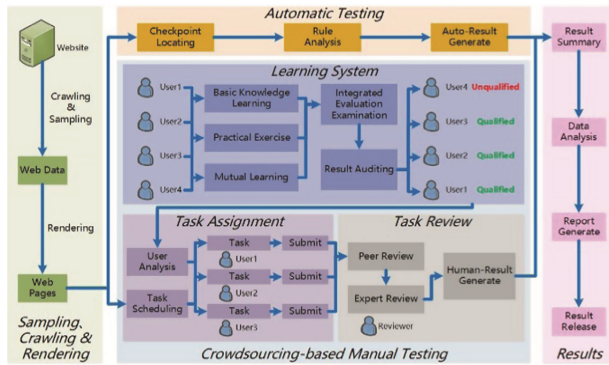 Website
Crawling
&
Sampling
Web Data
Rendering
Web
Pages
Sampling、
Crawling &
Rendering
Automatic Testing
Checkpoint
Locating
Rule
Analysis
Auto-Result
Generate
Learning System
User1
User2
User3
User4
Basic Knowledge
Learning
Practical Exercise
Mutual Learning
Integrated
Evaluation
Examination
Result Auditing
User4 Unqualified
User3 Qualified
User2 Qualified
User1 Qualified
Task Assignment
User
Analysis
Task
Scheduling
Task
Submit
User1
Task
Submit
User2
Task
Submit
User3
Task Review
Peer Review
Expert Review
Reviewer
Human-Result
Generate
Crowdsourcing-based Manual Testing
Result
Summary
Data
Analysis
Report
Generate
Result
Release
Results